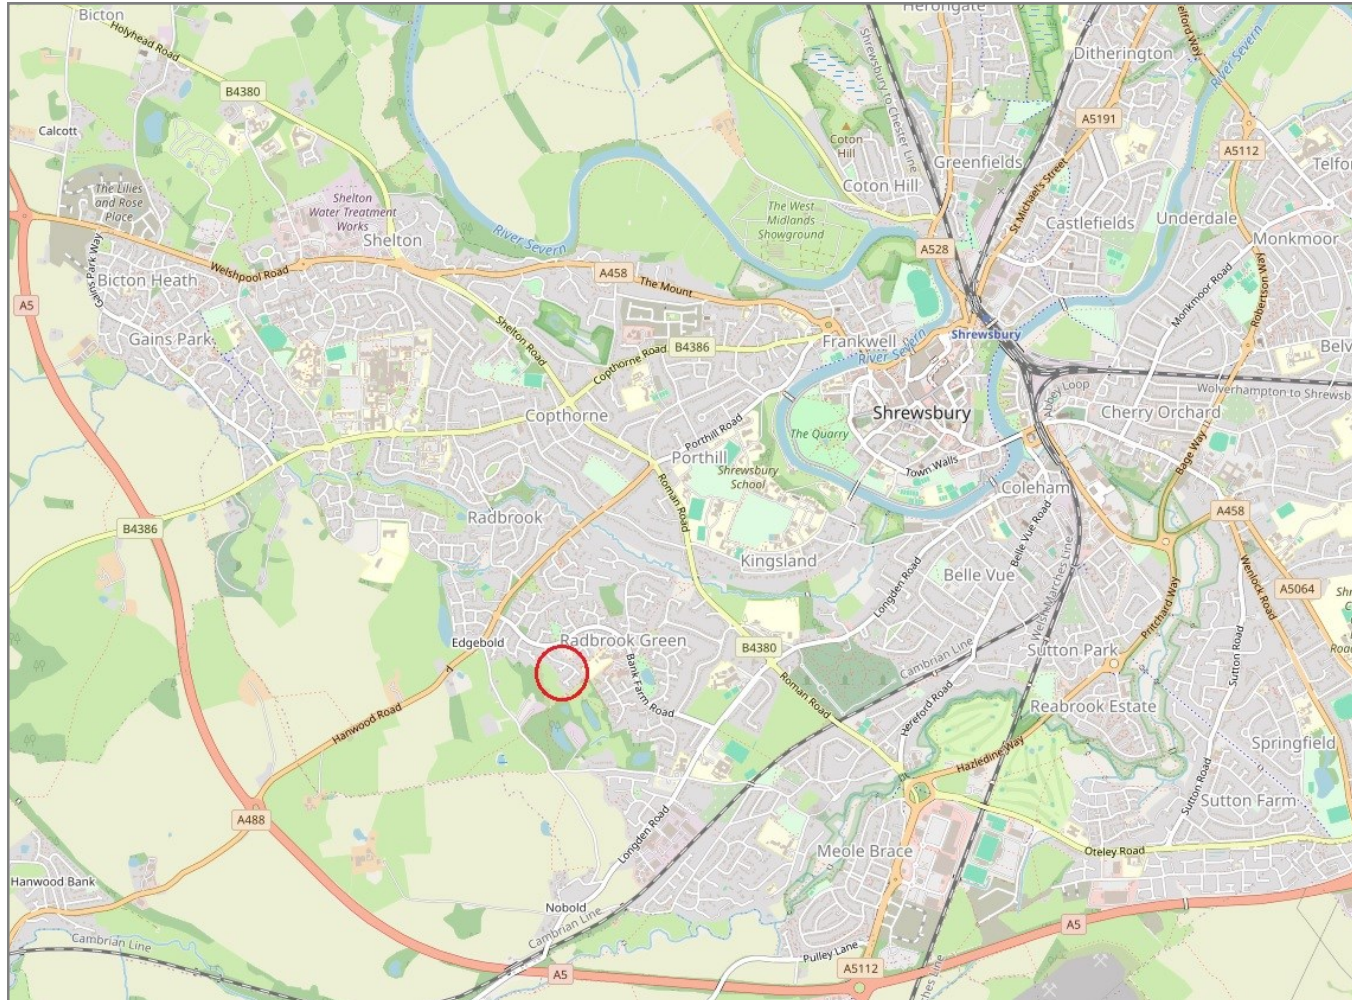 Bicton
Holyhead Road
B4380
Calcott
The Lilies
and Rose
Place
Shelton
Water Treatment
Works
Shelton
Gains Park Way
Welshpool Road
Bicton Heath
A5
Gains Park
River Severn
A458
The Mount
Shelton Road
Copthorne Road
B4386
Copthorne
The West
Midlands
Showground
Herongate
Shrewsbury to Chester Line
Coton
Hill
Coton Hill
Greenfields
Ditherington
A5191
St Michael's Street
River Severn
A5112
Castlefields
Underdale
Monkmoor
Monkmoor Road
Robertson Way
A528
Frankwell
River Severn
Shrewsbury
Shrewsbury
Abbey Loop
Cherry Orchard
Bage Way
The Quarry
Town Walls
Coleham
Porthill Road
Porthill
Shrewsbury
School
Roman Road
Radbrook
B4386
Kingsland
Longden Road
Belle Vue Road
Belle Vue
Welsh Marches Line
A458
Wenlock Road
A5064
Pritchard Way
Sutton Road
Sutton Park
Edgebold
Radbrook Green
Bank Farm Road
B4380
Roman Road
Cambrian Line
Hereford Road
Reabrook Estate
Hanwood Road
Hazledine Way
Springfield
Sutton Road
Sutton Farm
A488
Longden Road
Meole Brace
Oteley Road
Hanwood Bank
Nobold
Cambrian Line
Cambrian Line
Pulley Lane
A5
A5
A5112